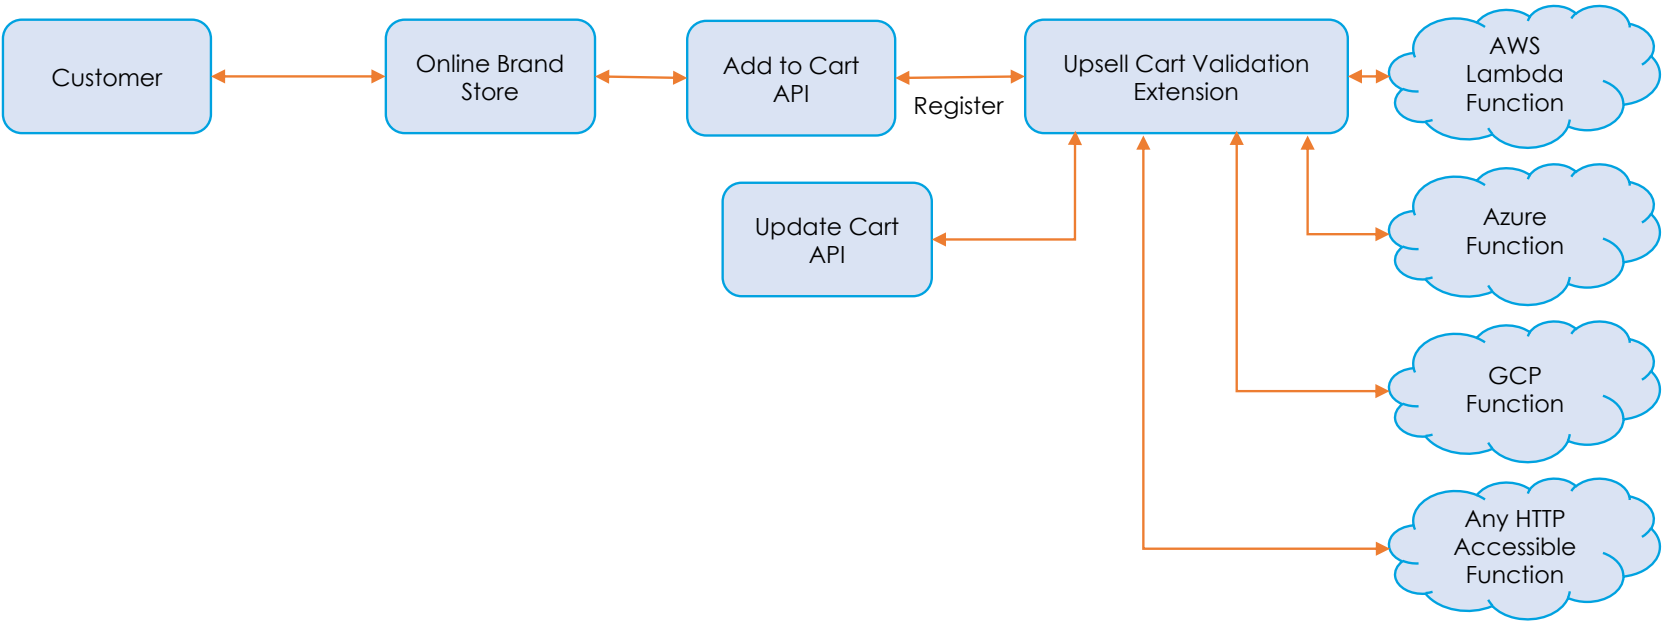 Customer
Online Brand
Store
Add to Cart
API
Register
Upsell Cart Validation
Extension
AWS
Lambda
Function
Update Cart
API
Azure
Function
GCP
Function
Any HTTP
Accessible
Function